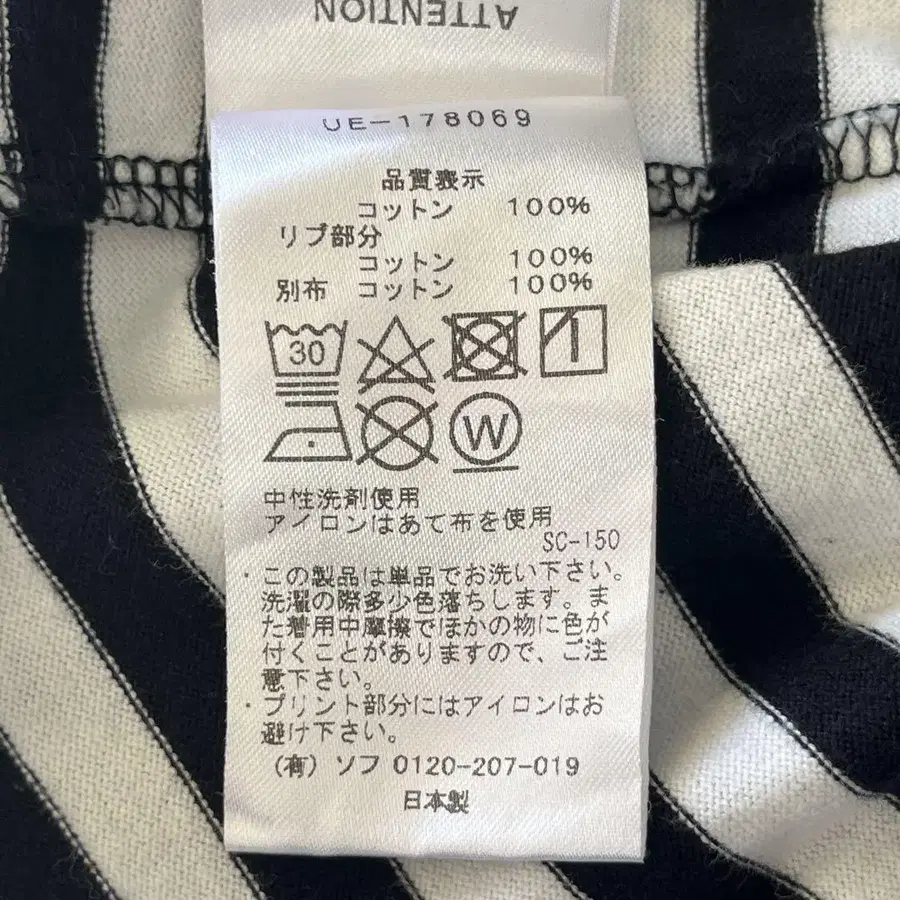 ATTENTION
UE-178069
品質表示
コットン 100%
リブ部分
コットン 100%
別布 コットン 100%
30
W
中性洗剤使用
アイロンはあて布を使用
SC-150
・この製品は単品でお洗い下さい。
洗濯の際多少色落ちします。ま
た着用中摩擦でほかの物に色が
付くことがありますので、ご注
意下さい。
・プリント部分にはアイロンはお
避け下さい。
(有) ソフ 0120-207-019
日本製